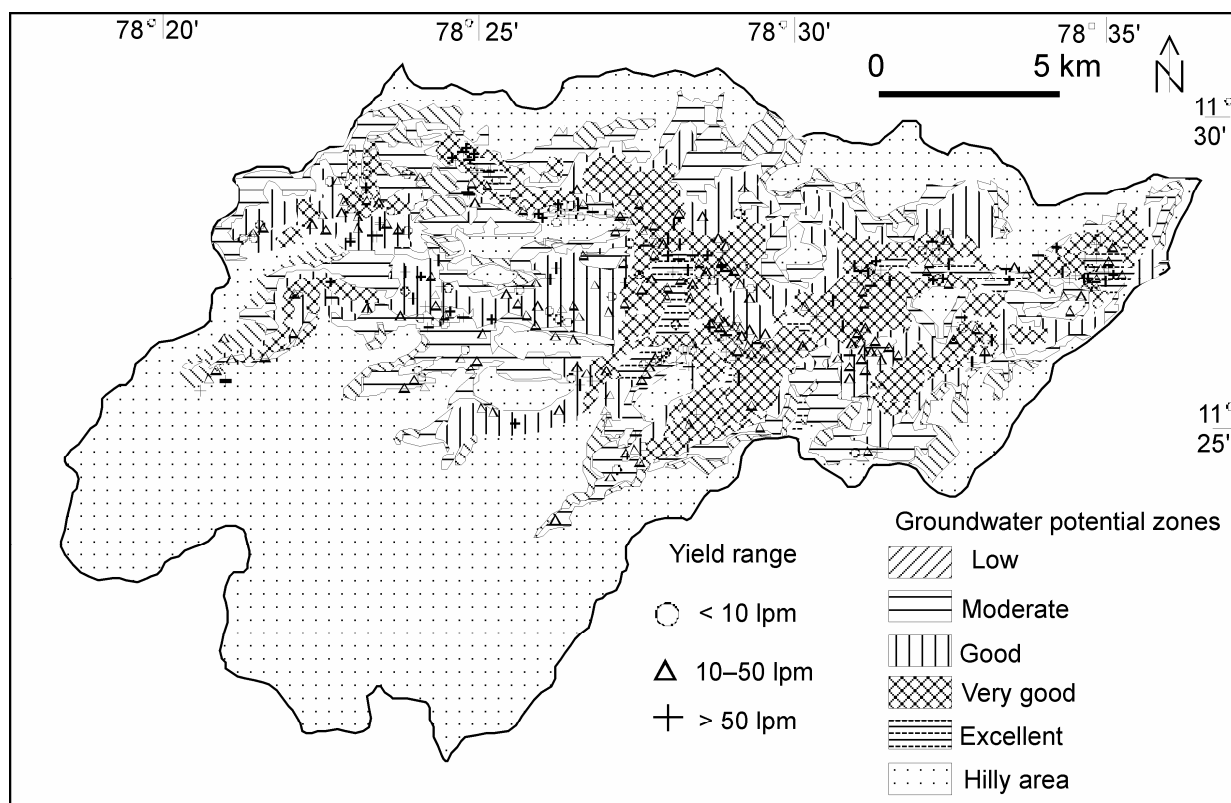 78° 20'
78° 25'
78° 30'
78° 35'
0 5 km
N
11°
30'
11°
25'
Groundwater potential zones
Low
Moderate
Good
Very good
Excellent
Hilly area
Yield range
< 10 lpm
10–50 lpm
> 50 lpm